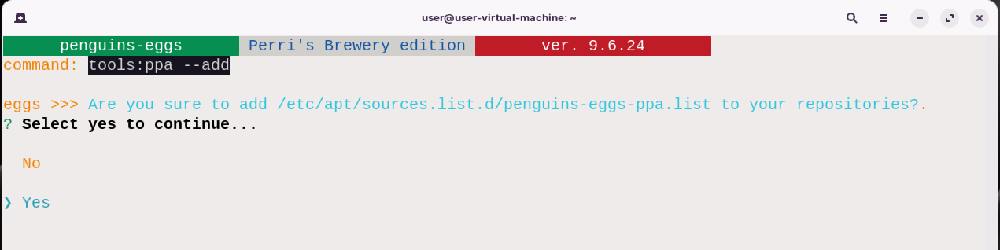 user@user-virtual-machine: ~
penguins-eggs Perri's Brewery edition ver. 9.6.24
command: tools:ppa --add
eggs >>> Are you sure to add /etc/apt/sources.list.d/penguins-eggs-ppa.list to your repositories?.
? Select yes to continue...
No
❯ Yes